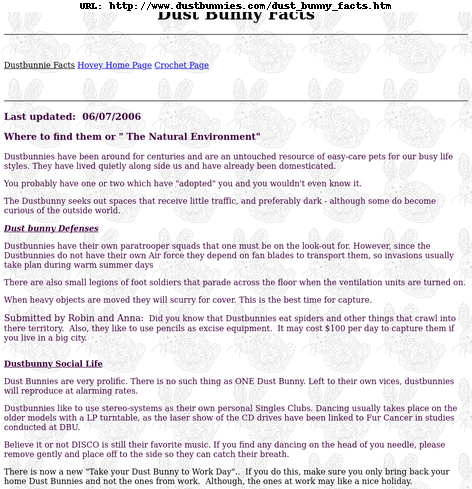 URL: http://www.dustbunnies.com/dust_bunny_facts.htm
Dust Bunny Facts
Dustbunnie Facts Hovey Home Page Crochet Page
Last updated: 06/07/2006
Where to find them or " The Natural Environment"
Dustbunnies have been around for centuries and are an untouched resource of easy-care pets for our busy life
styles. They have lived quietly along side us and have already been domesticated.
You probably have one or two which have "adopted" you and you wouldn't even know it.
The Dustbunny seeks out spaces that receive little traffic, and preferably dark - although some do become
curious of the outside world.
Dust bunny Defenses
Dustbunnies have their own paratrooper squads that one must be on the look-out for. However, since the
Dustbunnies do not have their own Air force they depend on fan blades to transport them, so invasions usually
take plan during warm summer days
There are also small legions of foot soldiers that parade across the floor when the ventilation units are turned on.
When heavy objects are moved they will scurry for cover. This is the best time for capture.
Submitted by Robin and Anna: Did you know that Dustbunnies eat spiders and other things that crawl into
there territory. Also, they like to use pencils as excise equipment. It may cost $100 per day to capture them if
you live in a big city.
Dustbunny Social Life
Dust Bunnies are very prolific. There is no such thing as ONE Dust Bunny. Left to their own vices, dustbunnies
will reproduce at alarming rates.
Dustbunnies like to use stereo-systems as their own personal Singles Clubs. Dancing usually takes place on the
older models with a LP turntable, as the laser show of the CD drives have been linked to Fur Cancer in studies
conducted at DBU.
Believe it or not DISCO is still their favorite music. If you find any dancing on the head of you needle, please
remove gently and place off to the side so they can catch their breath.
There is now a new "Take your Dust Bunny to Work Day".. If you do this, make sure you only bring back your
home Dust Bunnies and not the ones from work. Although, the ones at work may like a nice holiday.